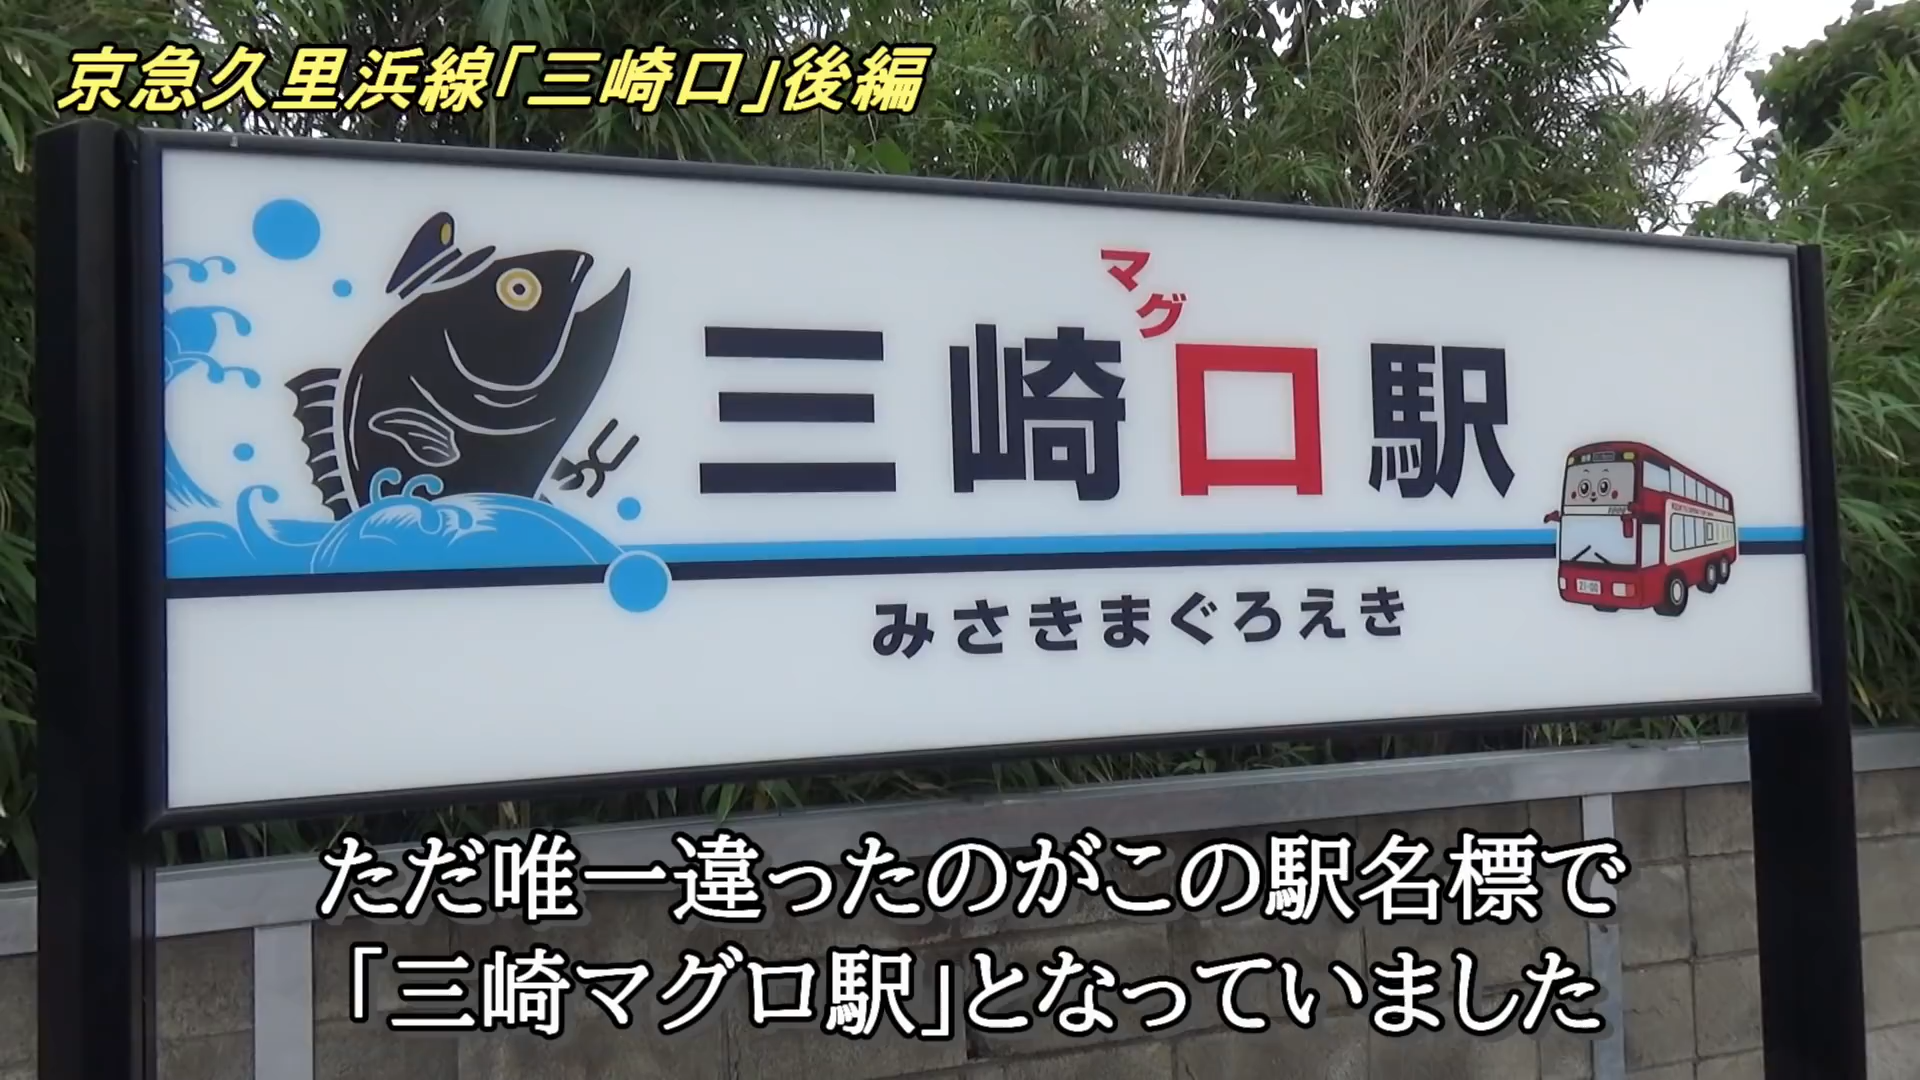 京急久里浜線「三崎口」後編
マグ
三崎口駅
みさきまぐろえき
ただ唯一違ったのがこの駅名標で
「三崎マグロ駅」となっていました